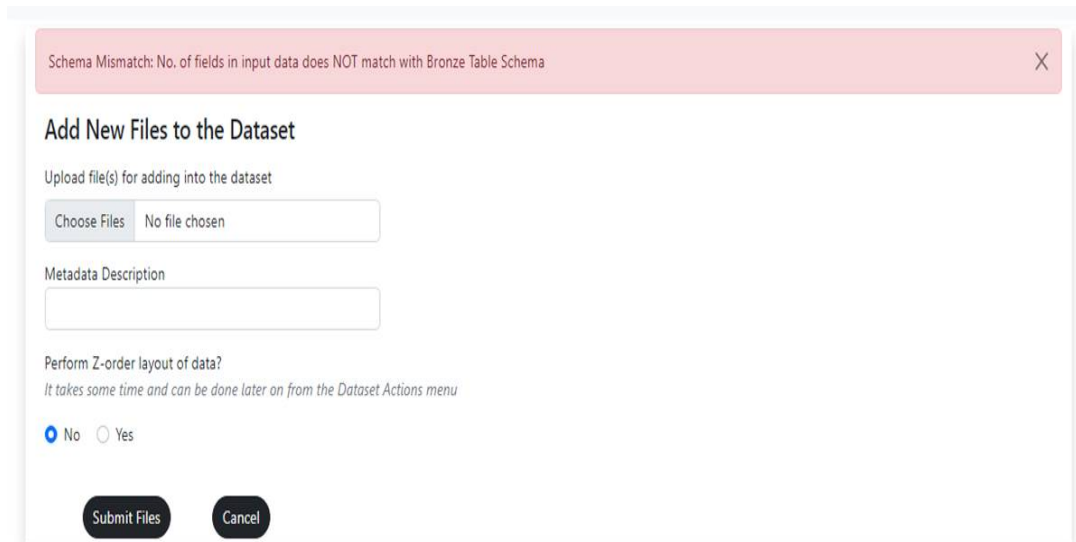 Schema Mismatch: No. of fields in input data does NOT match with Bronze Table Schema X
Add New Files to the Dataset
Upload file(s) for adding into the dataset
Choose Files No file chosen
Metadata Description
Perform Z-order layout of data?
It takes some time and can be done later on from the Dataset Actions menu
No Yes
Submit Files Cancel